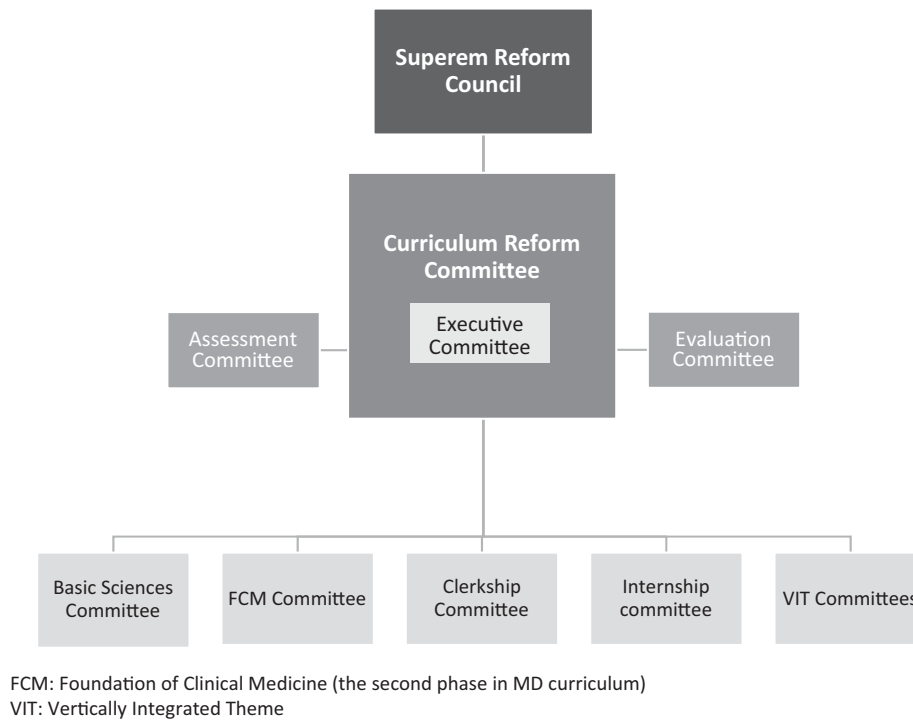 Superem Reform
Council
Curriculum Reform
Committee
Executive
Committee
Assessment
Committee
Evaluation
Committee
Basic Sciences
Committee
FCM Committee
Clerkship
Committee
Internship
committee
VIT Committees
FCM: Foundation of Clinical Medicine (the second phase in MD curriculum)
VIT: Vertically Integrated Theme